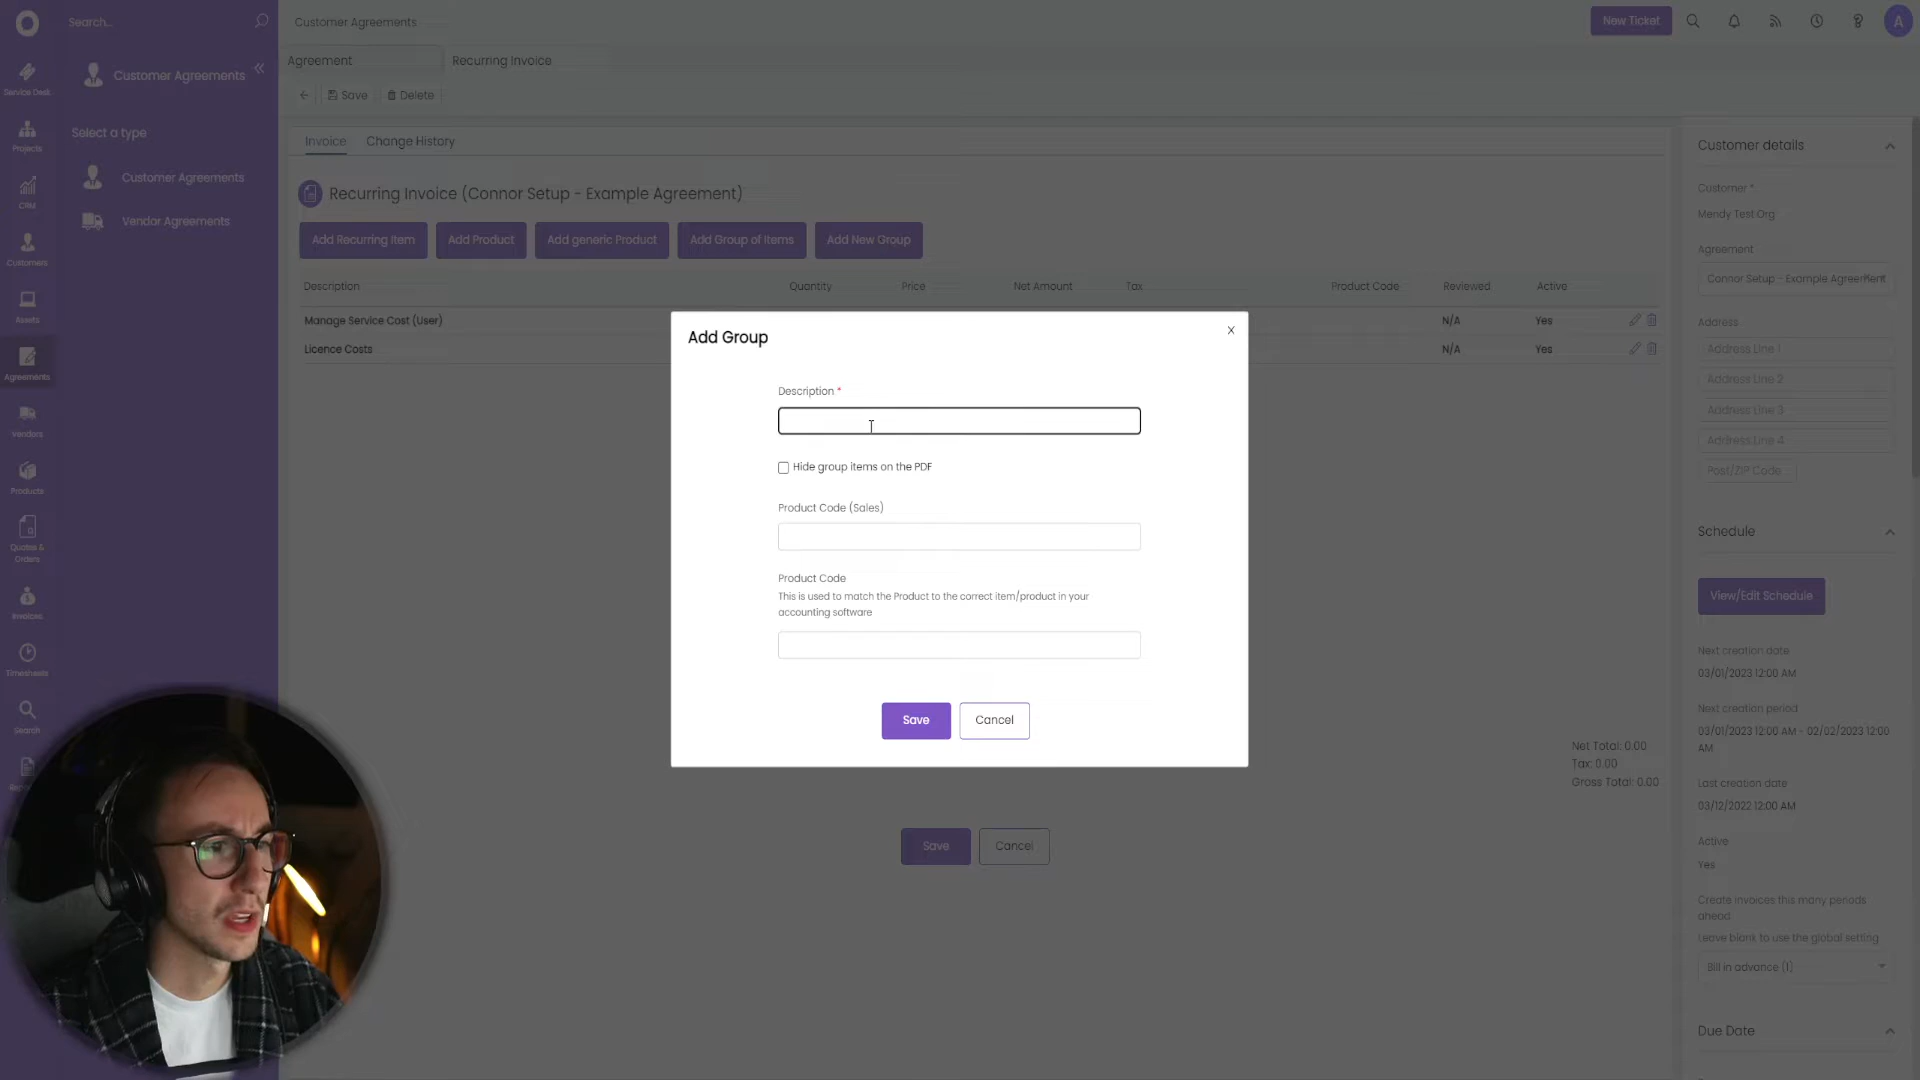 Search...
Customer Agreements
New Ticket
A
Customer Agreements
Agreement
Recurring Invoice
Service Desk
Save
Delete
Select a type
Projects
Invoice
Change History
Customer details
Customer Agreements
Customer *
CRM
Recurring Invoice (Connor Setup - Example Agreement)
Mendy Test Org
Vendor Agreements
Add Recurring Item
Add Product
Add generic Product
Add Group of Items
Add New Group
Agreement
Customers
Connor Setup - Example Agreement
Description
Quantity
Price
Net Amount
Tax
Product Code
Reviewed
Active
Assets
Manage Service Cost (User)
N/A
Yes
Address
Add Group
X
Licence Costs
N/A
Yes
Address Line 1
Agreements
Address Line 2
Description *
Address Line 3
Vendors
Address Line 4
Hide group items on the PDF
Post/ZIP Code
Products
Product Code (Sales)
Schedule
Quotes &
Orders
Product Code
This is used to match the Product to the correct item/product in your
accounting software
View/Edit Schedule
Invoices
Next creation date
Timesheets
03/01/2023 12:00 AM
Next creation period
Save
Cancel
Search
03/01/2023 12:00 AM - 02/02/2023 12:00
AM
Net Total: 0.00
Tax: 0.00
Gross Total: 0.00
Last creation date
03/12/2022 12:00 AM
Save
Cancel
Active
Yes
Create invoices this many periods
ahead
Leave blank to use the global setting
Bill in advance (1)
Due Date